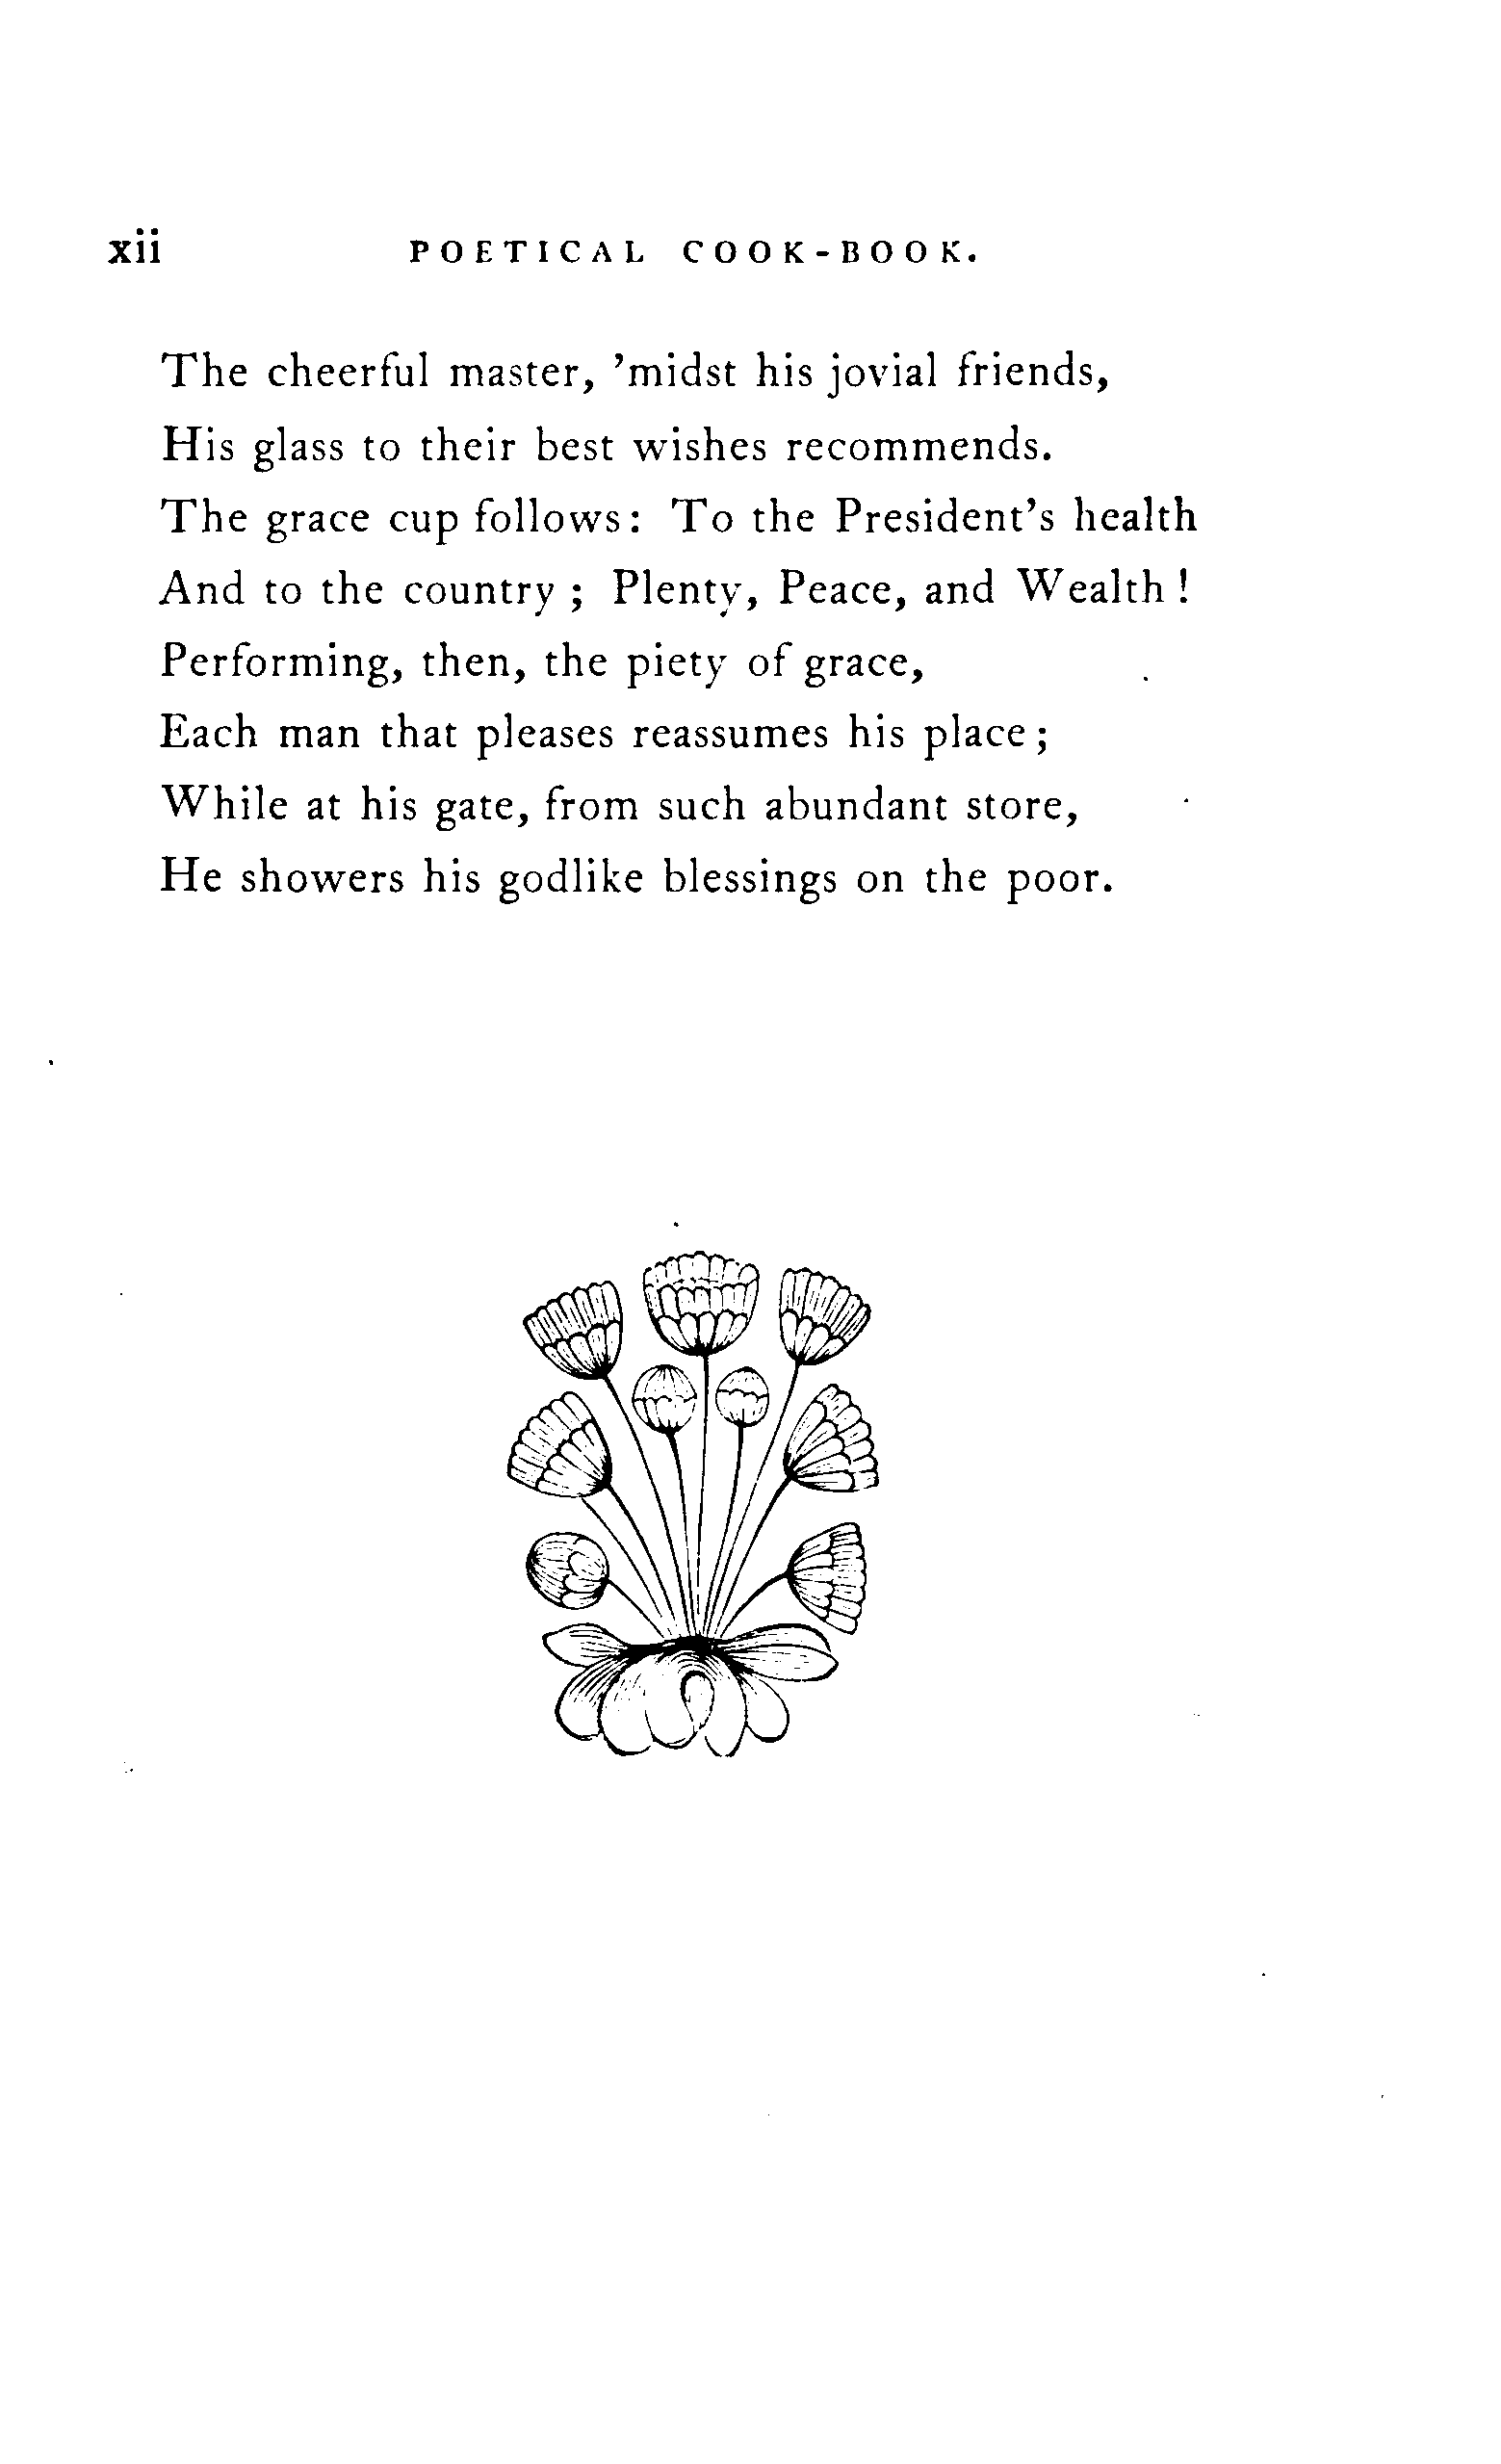 xii POETICAL COOK-BOOK.
The cheerful master, ’midst his jovial friends,
His glass to their best wishes recommends.
The grace cup follows: To the President’s health
And to the country ; Plenty, Peace, and Wealth !
Performing, then, the piety of grace,
Each man that pleases reassumes his place ;
While at his gate, from such abundant store,
He showers his godlike blessings on the poor.